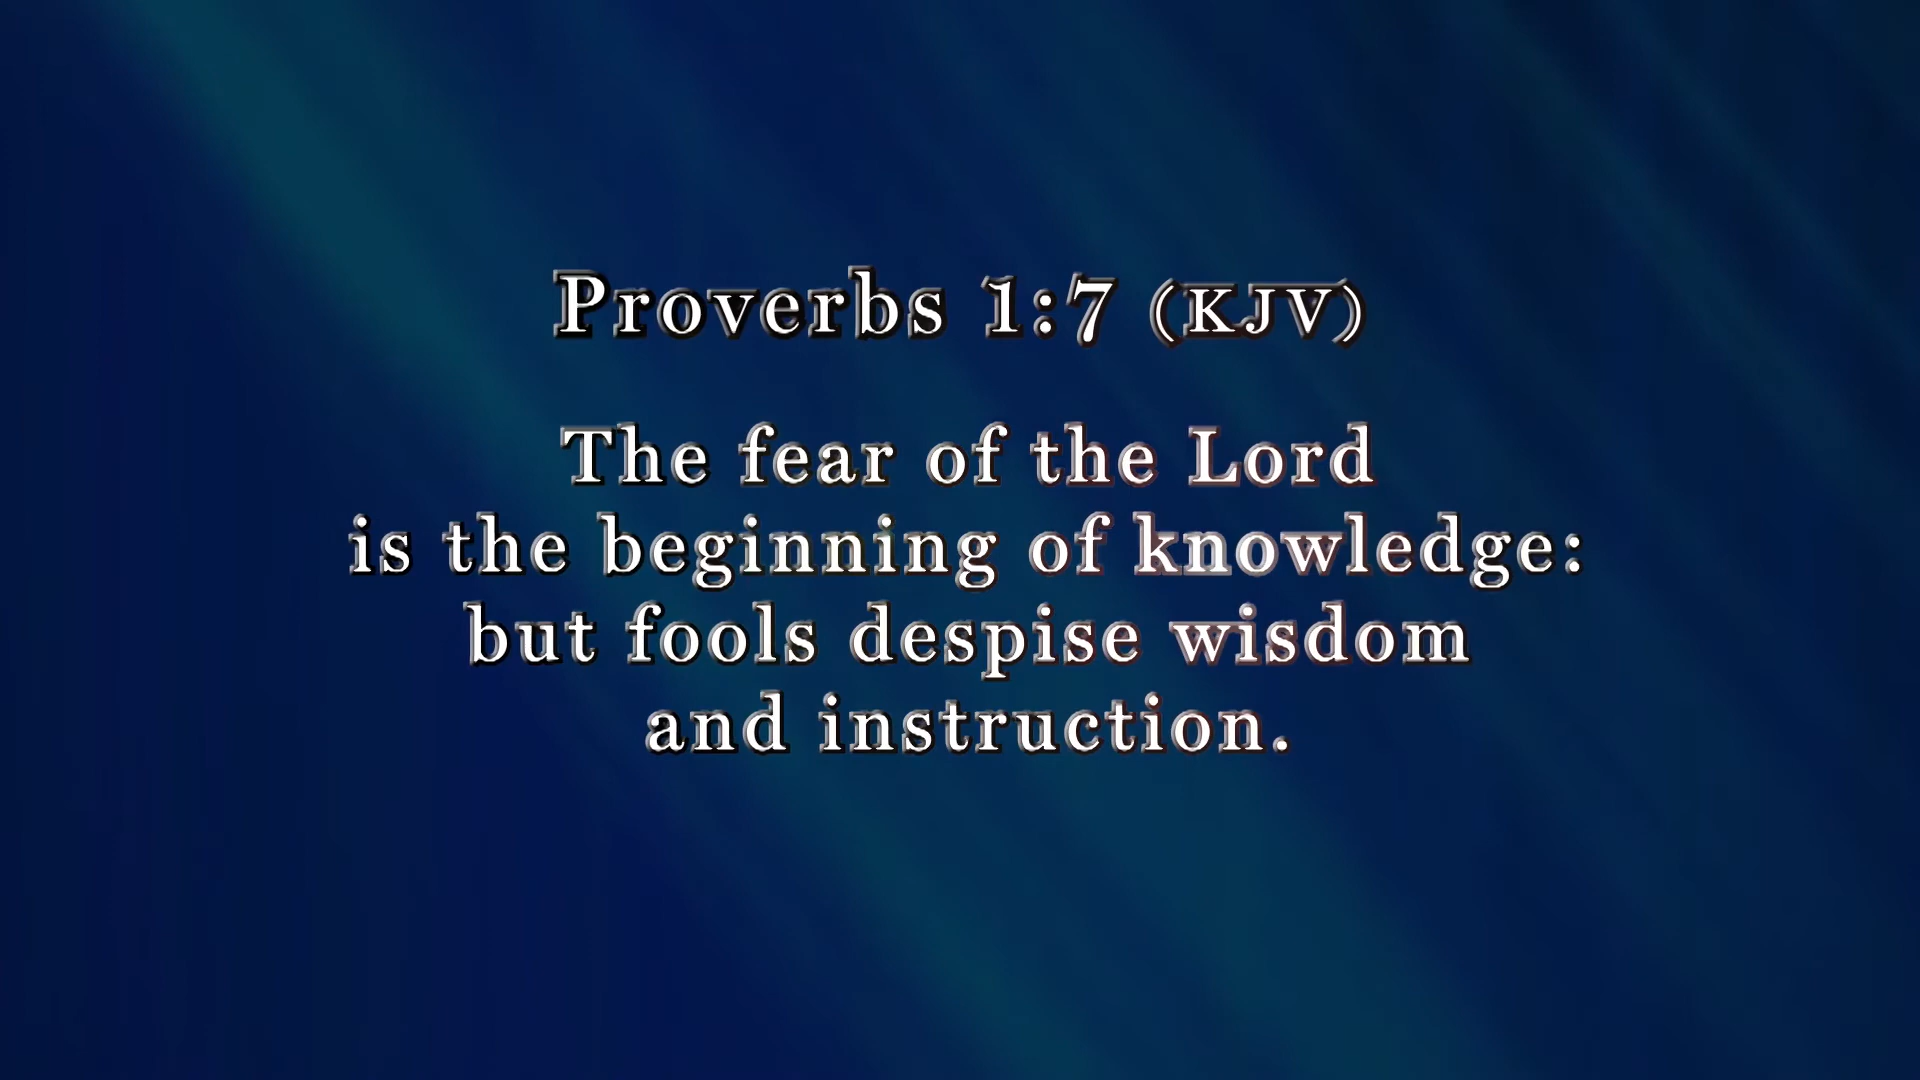 Proverbs 1:7 (KJV)
The fear of the Lord
is the beginning of knowledge:
but fools despise wisdom
and instruction.